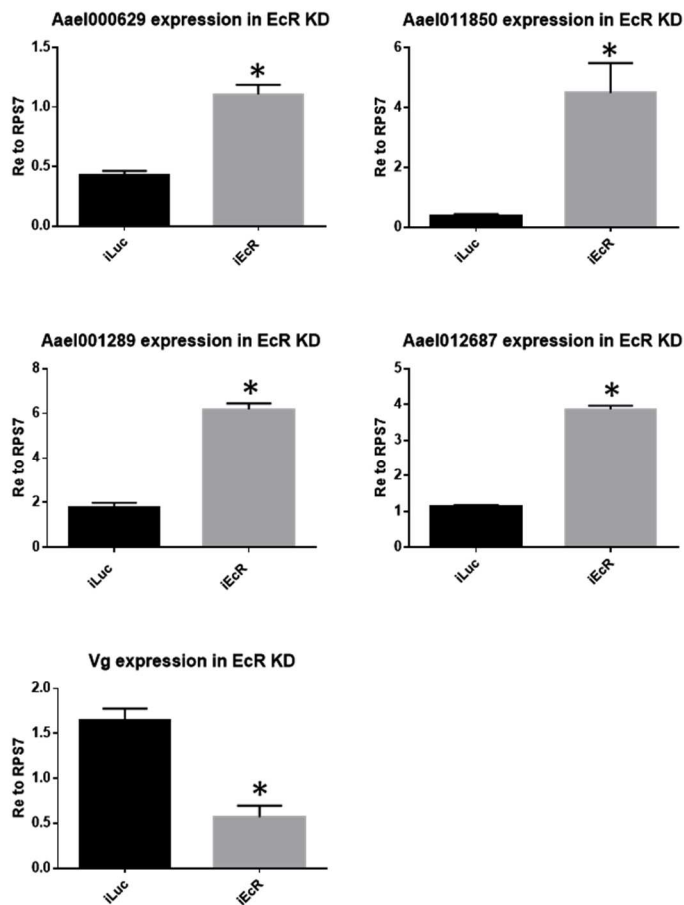 Aael000629 expression in EcR KD
Re to RPS7
1.5
1.0
0.5
0.0
*
iLuc
iEcR
Aael011850 expression in EcR KD
Re to RPS7
6
4
2
0
*
iLuc
iEcR
Aael001289 expression in EcR KD
Re to RPS7
8
6
4
2
0
*
iLuc
iEcR
Aael012687 expression in EcR KD
Re to RPS7
5
4
3
2
1
0
*
iLuc
iEcR
Vg expression in EcR KD
Re to RPS7
2.0
1.5
1.0
0.5
0.0
*
iLuc
iEcR